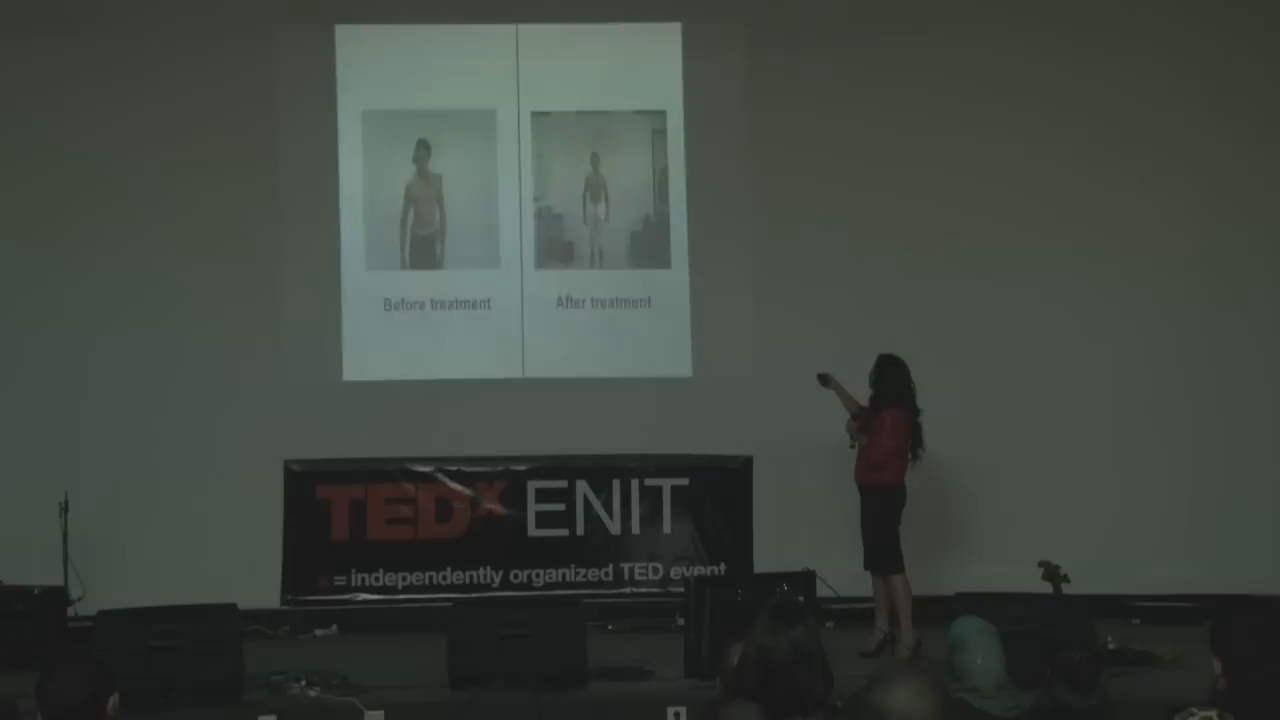 Before treatment
After treatment
TEDx ENIT
x = independently organized TED event